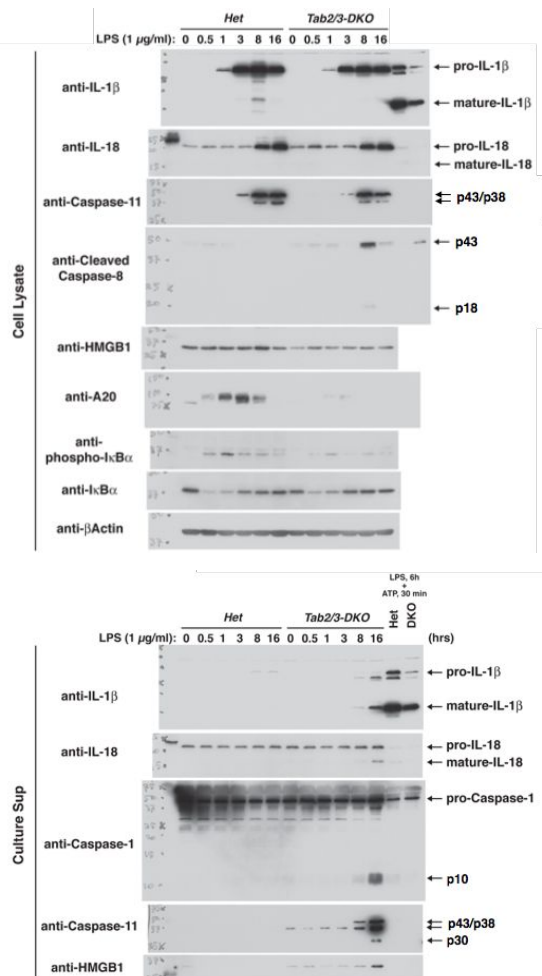 Het Tab2/3-DKO
LPS (1 µg/ml): 0 0.5 1 3 8 16 0 0.5 1 3 8 16
Cell Lysate
anti-IL-1β
pro-IL-1β
mature-IL-1β
anti-IL-18
pro-IL-18
mature-IL-18
anti-Caspase-11
p43/p38
anti-Cleaved
Caspase-8
p43
p18
anti-HMGB1
anti-A20
anti-
phospho-IκBα
anti-IκBα
anti-βActin
LPS, 6h
+
ATP, 30 min
Het Tab2/3-DKO Het DKO
LPS (1 µg/ml): 0 0.5 1 3 8 16 0 0.5 1 3 8 16 (hrs)
Culture Sup
anti-IL-1β
pro-IL-1β
mature-IL-1β
anti-IL-18
pro-IL-18
mature-IL-18
anti-Caspase-1
pro-Caspase-1
p10
anti-Caspase-11
p43/p38
p30
anti-HMGB1